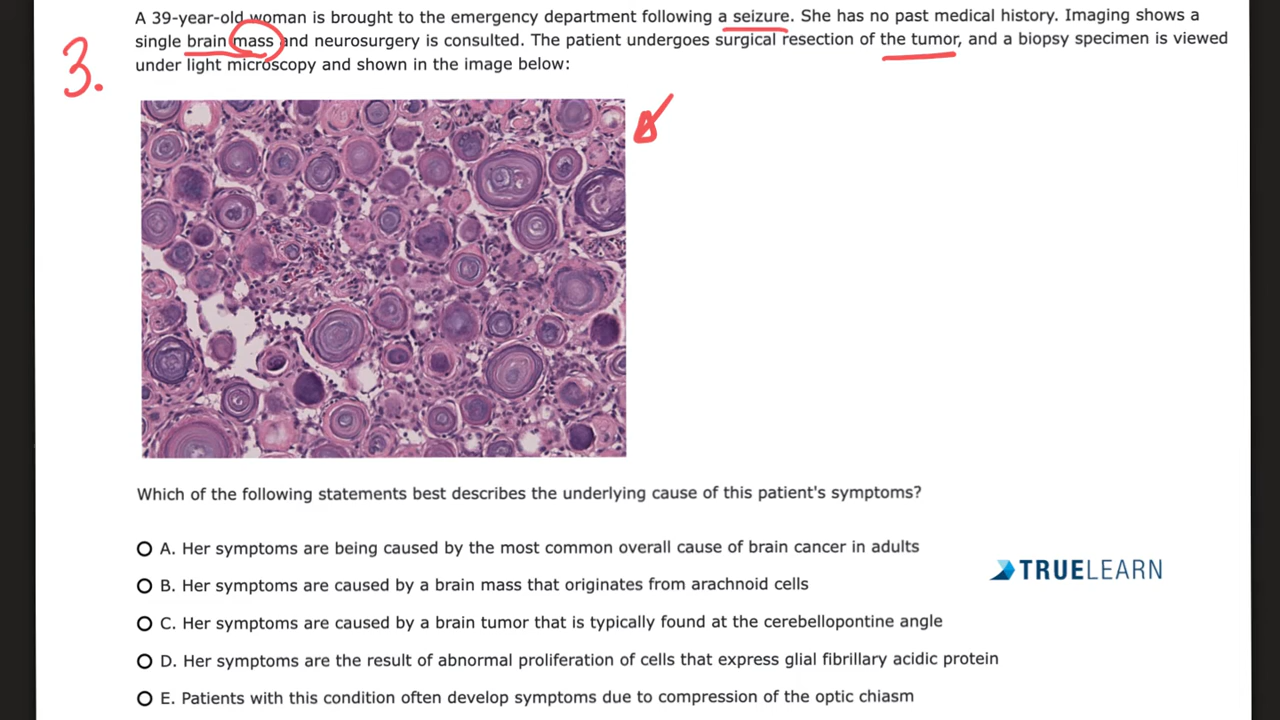 A 39-year-old woman is brought to the emergency department following a seizure. She has no past medical history. Imaging shows a
single brain mass and neurosurgery is consulted. The patient undergoes surgical resection of the tumor, and a biopsy specimen is viewed
under light microscopy and shown in the image below:
3.
Which of the following statements best describes the underlying cause of this patient's symptoms?
A. Her symptoms are being caused by the most common overall cause of brain cancer in adults
B. Her symptoms are caused by a brain mass that originates from arachnoid cells
TRUELEARN
C. Her symptoms are caused by a brain tumor that is typically found at the cerebellopontine angle
D. Her symptoms are the result of abnormal proliferation of cells that express glial fibrillary acidic protein
E. Patients with this condition often develop symptoms due to compression of the optic chiasm